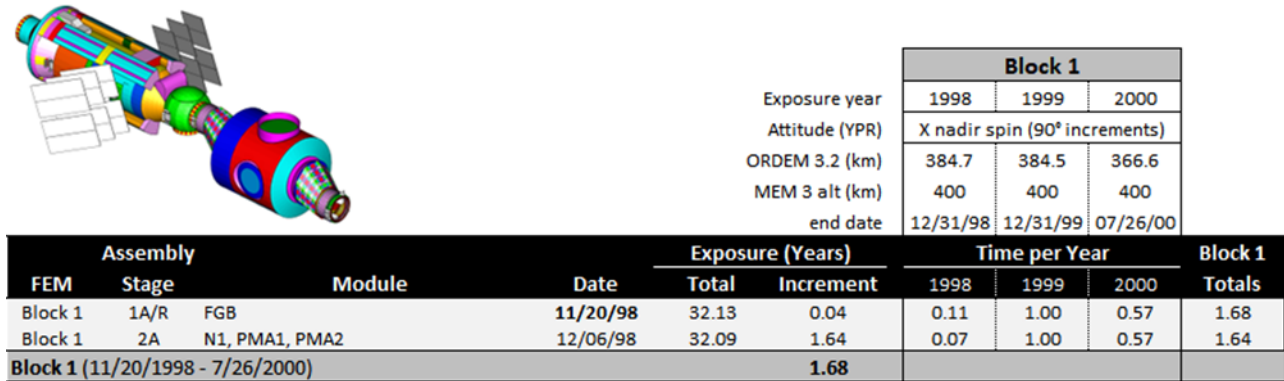 Block 1
Exposure year 1998 1999 2000
Attitude (YPR) X nadir spin (90° increments)
ORDEM 3.2 (km) 384.7 384.5 366.6
MEM 3 alt (km) 400 400 400
end date 12/31/98 12/31/99 07/26/00
Assembly Exposure (Years) Time per Year Block 1
FEM Stage Module Date Total Increment 1998 1999 2000 Totals
Block 1 1A/R FGB 11/20/98 32.13 0.04 0.11 1.00 0.57 1.68
Block 1 2A N1, PMA1, PMA2 12/06/98 32.09 1.64 0.07 1.00 0.57 1.64
Block 1 (11/20/1998 - 7/26/2000) 1.68